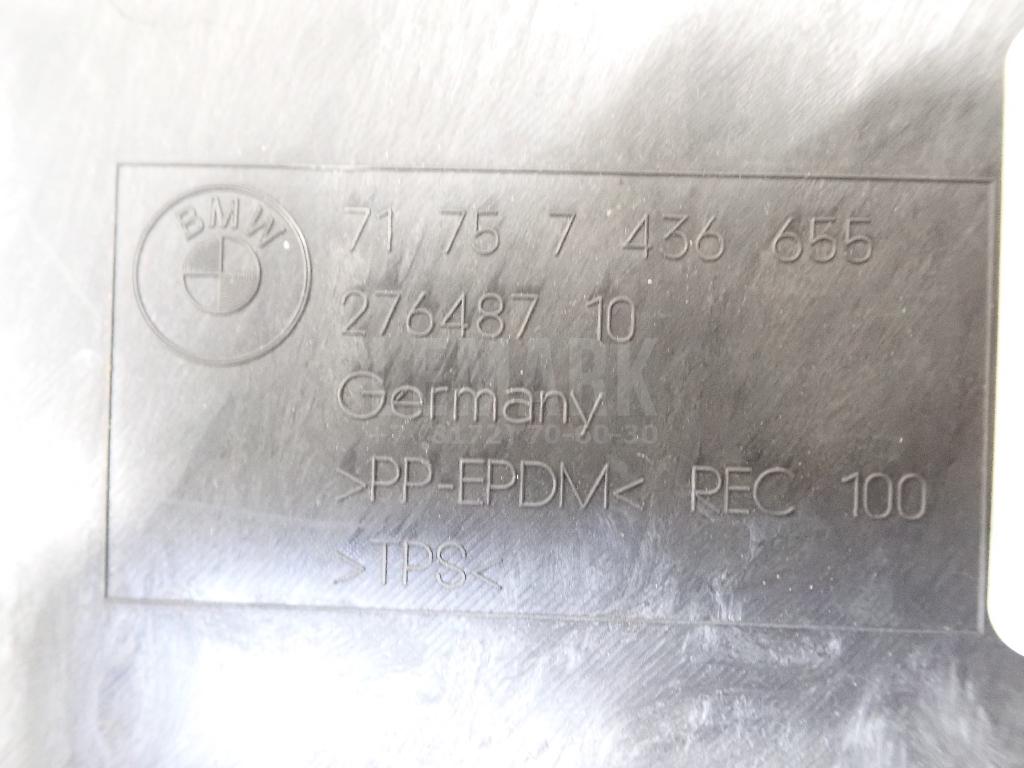 BMW
71 75 7 436 655
276487 10
Germany
>PP-EPDM< REC 100
>TPS<